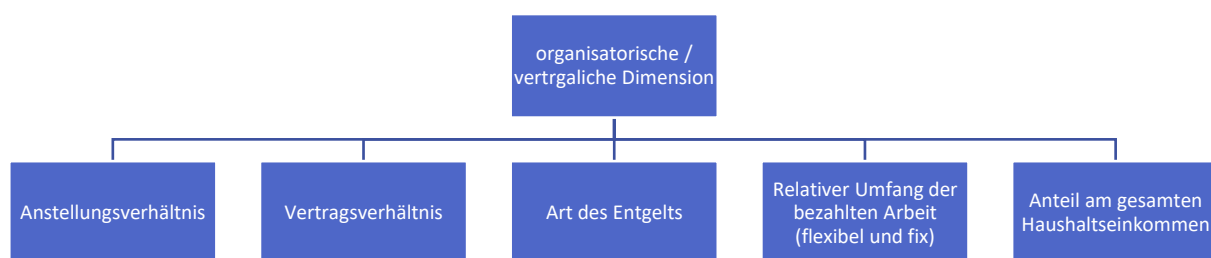 organisatorische /
vertrgaliche Dimension
Anstellungsverhältnis
Vertragsverhältnis
Art des Entgelts
Relativer Umfang der
bezahlten Arbeit
(flexibel und fix)
Anteil am gesamten
Haushaltseinkommen